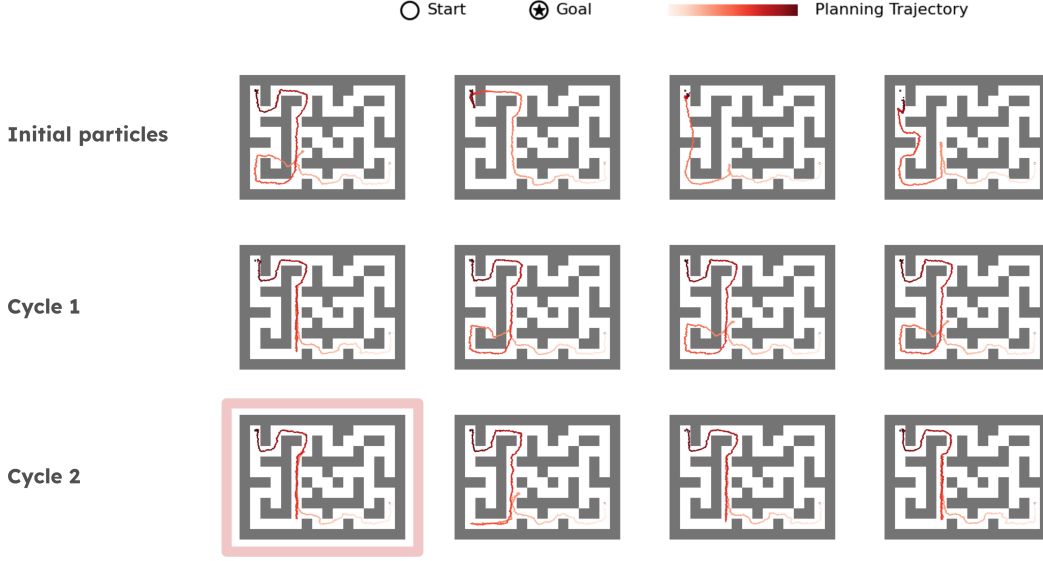 Start Goal Planning Trajectory
Initial particles
Cycle 1
Cycle 2